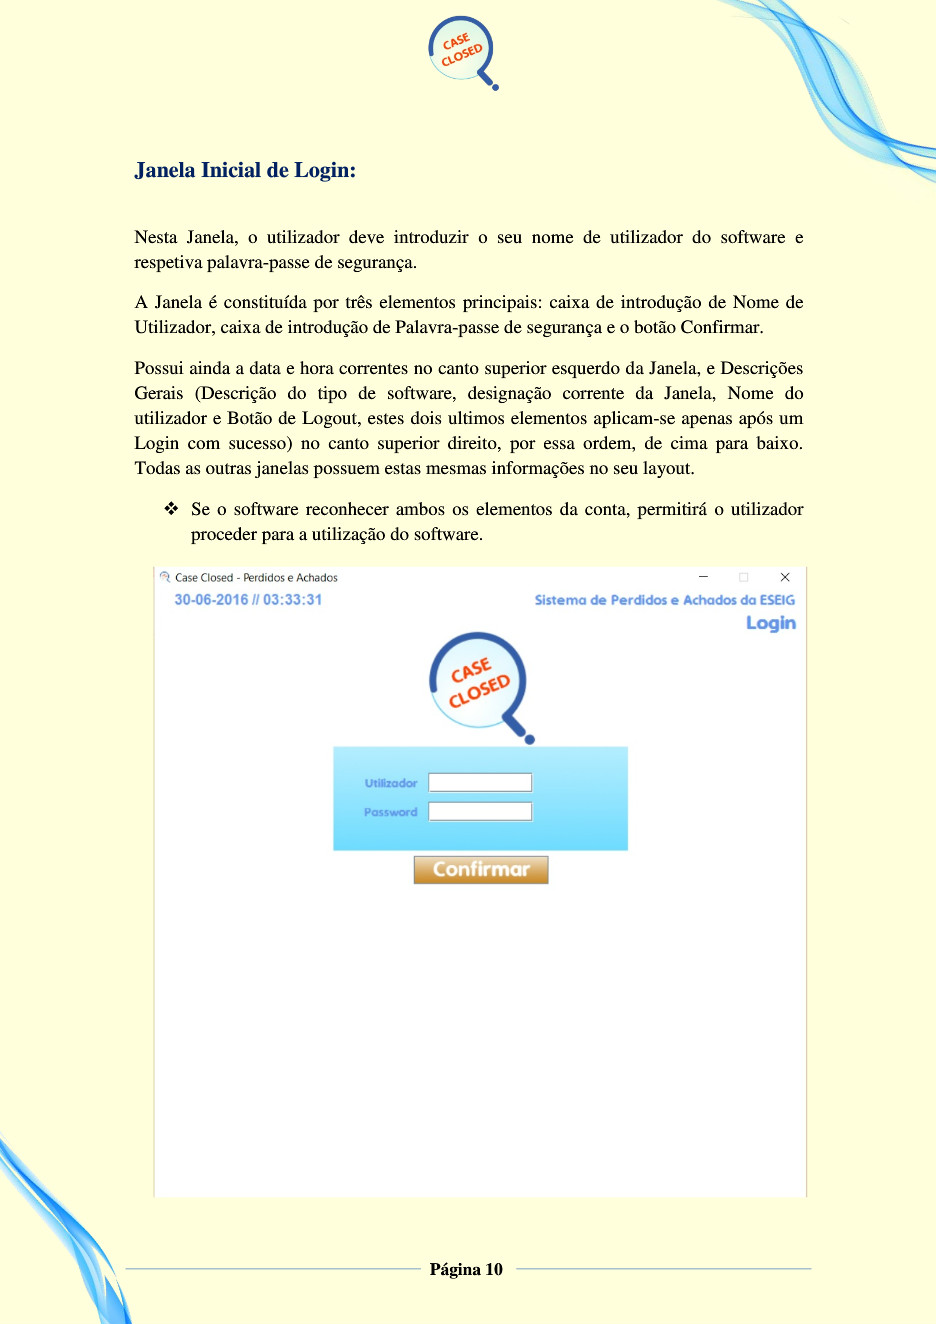 CASE
CLOSED
Janela Inicial de Login:
Nesta Janela, o utilizador deve introduzir o seu nome de utilizador do software e
respetiva palavra-passe de segurança.
A Janela é constituída por três elementos principais: caixa de introdução de Nome de
Utilizador, caixa de introdução de Palavra-passe de segurança e o botão Confirmar.
Possui ainda a data e hora correntes no canto superior esquerdo da Janela, e Descrições
Gerais (Descrição do tipo de software, designação corrente da Janela, Nome do
utilizador e Botão de Logout, estes dois ultimos elementos aplicam-se apenas após um
Login com sucesso) no canto superior direito, por essa ordem, de cima para baixo.
Todas as outras janelas possuem estas mesmas informações no seu layout.
❖ Se o software reconhecer ambos os elementos da conta, permitirá o utilizador
proceder para a utilização do software.
Case Closed - Perdidos e Achados
30-06-2016 // 03:33:31
Sistema de Perdidos e Achados da ESEIG
Login
CASE
CLOSED
Utilizador
Password
Confirmar
Página 10